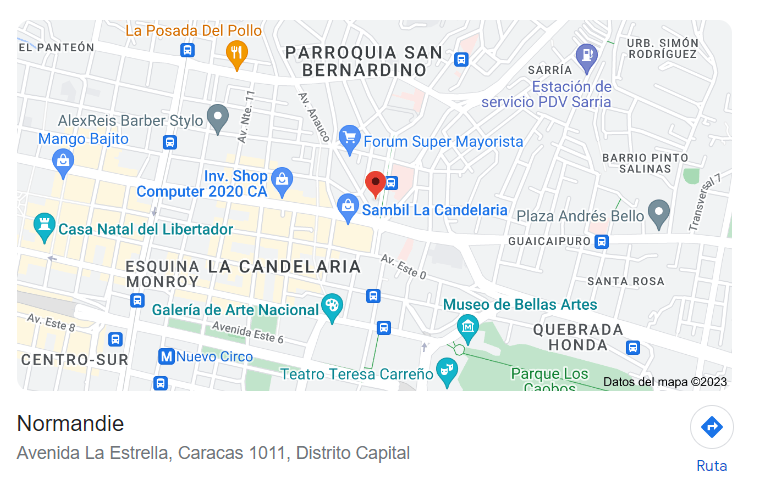 La Posada Del Pollo
EL PANTEÓN
PARROQUIA SAN
BERNARDINO
URB. SIMÓN
RODRÍGUEZ
SARRÍA
Estación de
servicio PDV Sarria
Av. Nte. 11
Av. Anauco
AlexReis Barber Stylo
Mango Bajito
Forum Super Mayorista
BARRIO PINTO
SALINAS
Inv. Shop
Computer 2020 CA
Transversal 7
Sambil La Candelaria
Plaza Andrés Bello
Casa Natal del Libertador
GUAICAIPURO
ESQUINA
MONROY
LA CANDELARIA
Av. Este 0
SANTA ROSA
Galería de Arte Nacional
Museo de Bellas Artes
Av. Este 8
Avenida Este 6
QUEBRADA
HONDA
CENTRO-SUR
M Nuevo Circo
Teatro Teresa Carreño
Parque Los
Caobos
Datos del mapa ©2023
Normandie
Avenida La Estrella, Caracas 1011, Distrito Capital
Ruta